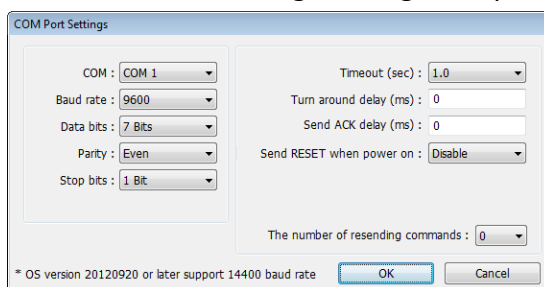 COM Port Settings
COM : COM 1
Baud rate : 9600
Data bits : 7 Bits
Parity : Even
Stop bits : 1 Bit
Timeout (sec) : 1.0
Turn around delay (ms) : 0
Send ACK delay (ms) : 0
Send RESET when power on : Disable
The number of resending commands : 0
* OS version 20120920 or later support 14400 baud rate
OK
Cancel